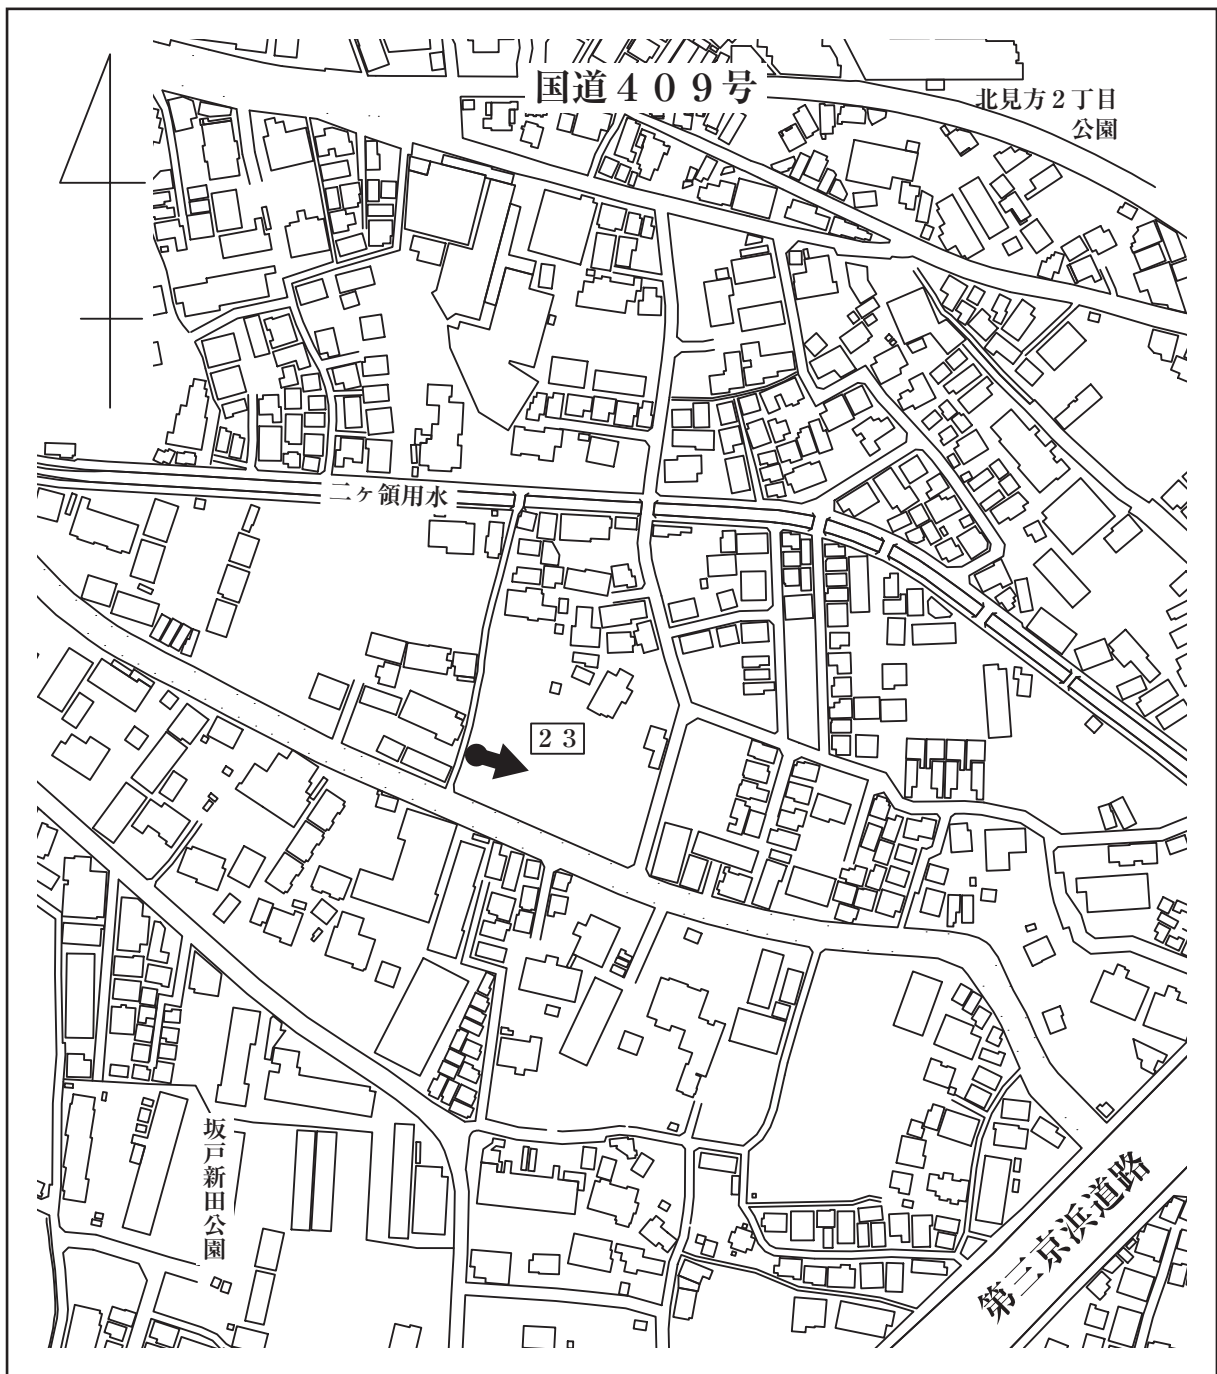 国道４０９号
北見方２丁目
公園
二ヶ領用水
２３
坂戸新田公園
第三京浜道路